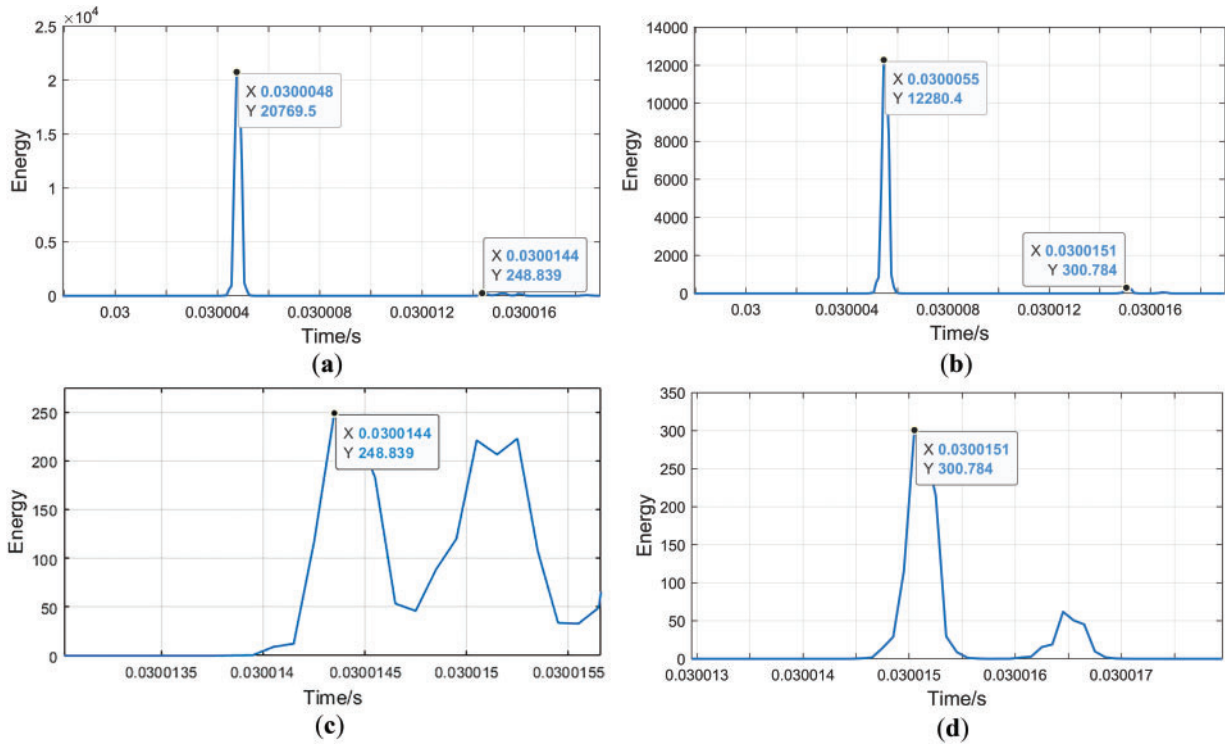 ×10⁴
2.5
2
1.5
1
0.5
0
Energy
X 0.0300048
Y 20769.5
X 0.0300144
Y 248.839
0.03 0.030004 0.030008 0.030012 0.030016
Time/s
(a)
14000
12000
10000
8000
6000
4000
2000
0
Energy
X 0.0300055
Y 12280.4
X 0.0300151
Y 300.784
0.03 0.030004 0.030008 0.030012 0.030016
Time/s
(b)
250
200
150
100
50
0
Energy
X 0.0300144
Y 248.839
0.0300135 0.030014 0.0300145 0.030015 0.0300155
Time/s
(c)
350
300
250
200
150
100
50
0
Energy
X 0.0300151
Y 300.784
0.030013 0.030014 0.030015 0.030016 0.030017
Time/s
(d)